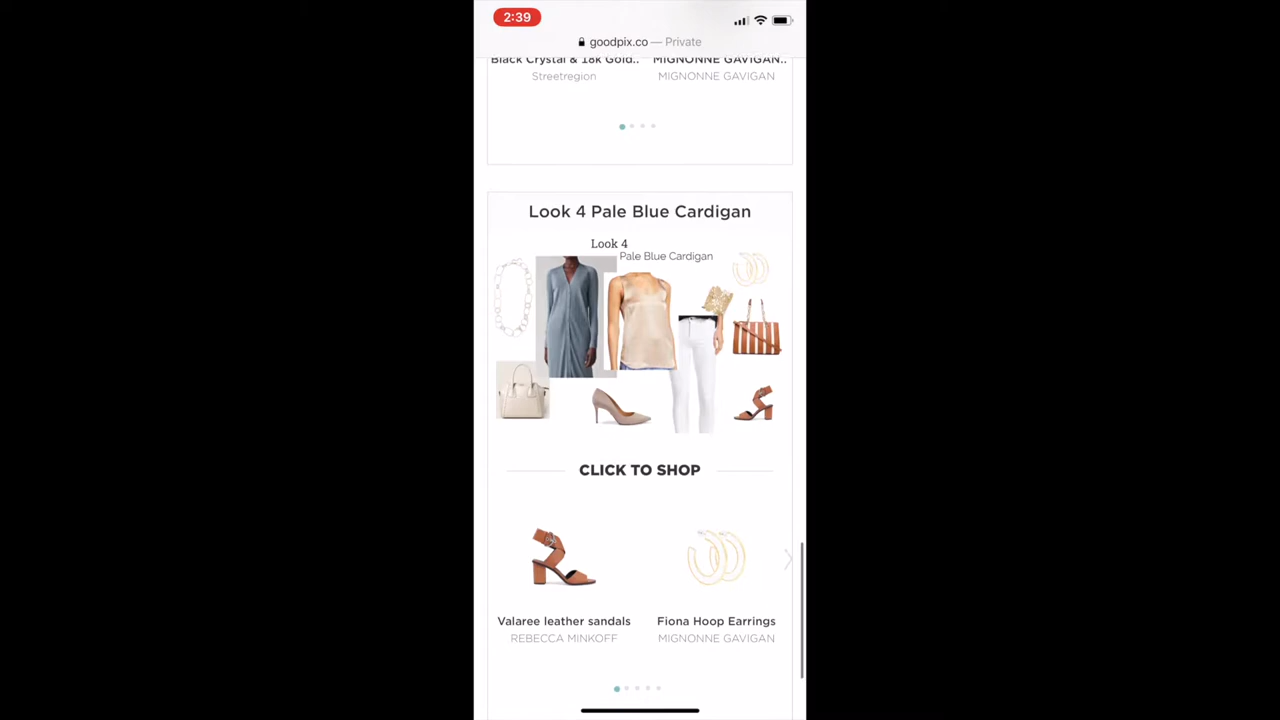 2:39
goodpix.co — Private
Black Crystal & 18k Gold.. MIGNONNE GAVIGAN..
Streetregion MIGNONNE GAVIGAN
Look 4 Pale Blue Cardigan
Look 4
Pale Blue Cardigan
CLICK TO SHOP
Valaree leather sandals Fiona Hoop Earrings
REBECCA MINKOFF MIGNONNE GAVIGAN